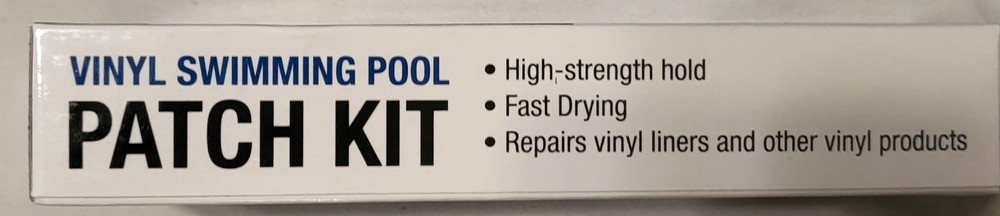 VINYL SWIMMING POOL
PATCH KIT
• High-strength hold
• Fast Drying
• Repairs vinyl liners and other vinyl products